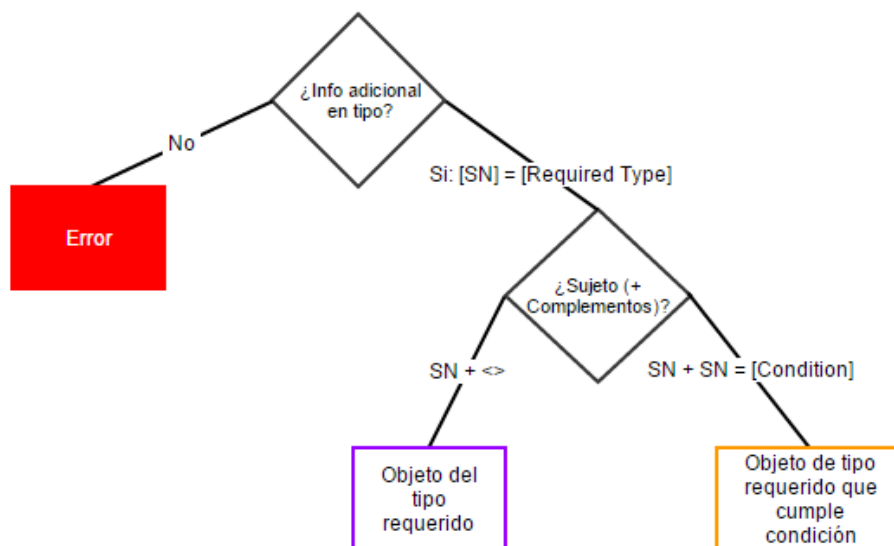 ¿Info adicional
en tipo?
No
Si: [SN] = [Required Type]
Error
¿Sujeto (+
Complementos)?
SN + <>
SN + SN = [Condition]
Objeto del
tipo
requerido
Objeto de tipo
requerido que
cumple
condición